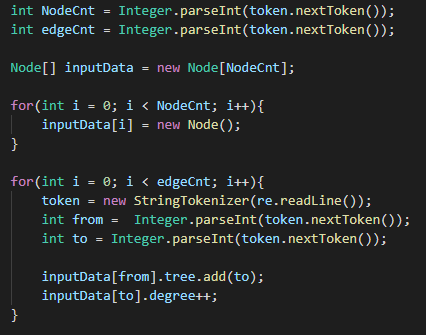 int NodeCnt = Integer.parseInt(token.nextToken());
int edgeCnt = Integer.parseInt(token.nextToken());

Node[] inputData = new Node[NodeCnt];

for(int i = 0; i < NodeCnt; i++){
    inputData[i] = new Node();
}

for(int i = 0; i < edgeCnt; i++){
    token = new StringTokenizer(re.readLine());
    int from =  Integer.parseInt(token.nextToken());
    int to = Integer.parseInt(token.nextToken());

    inputData[from].tree.add(to);
    inputData[to].degree++;
}